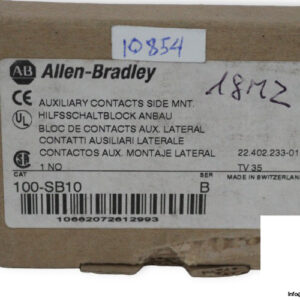 10854
AB Allen-Bradley
18MZ
CE AUXILIARY CONTACTS SIDE MNT.
UL HILFSSCHALTBLOCK ANBAU
BLOC DE CONTACTS AUX. LATERAL
CONTATTI AUSILIARI LATERALE
CONTACTOS AUX. MONTAJE LATERAL 22.402.233-01
1 NO TV 35
CAT SER MADE IN SWITZERLAN
100-SB10 B
10662072612993